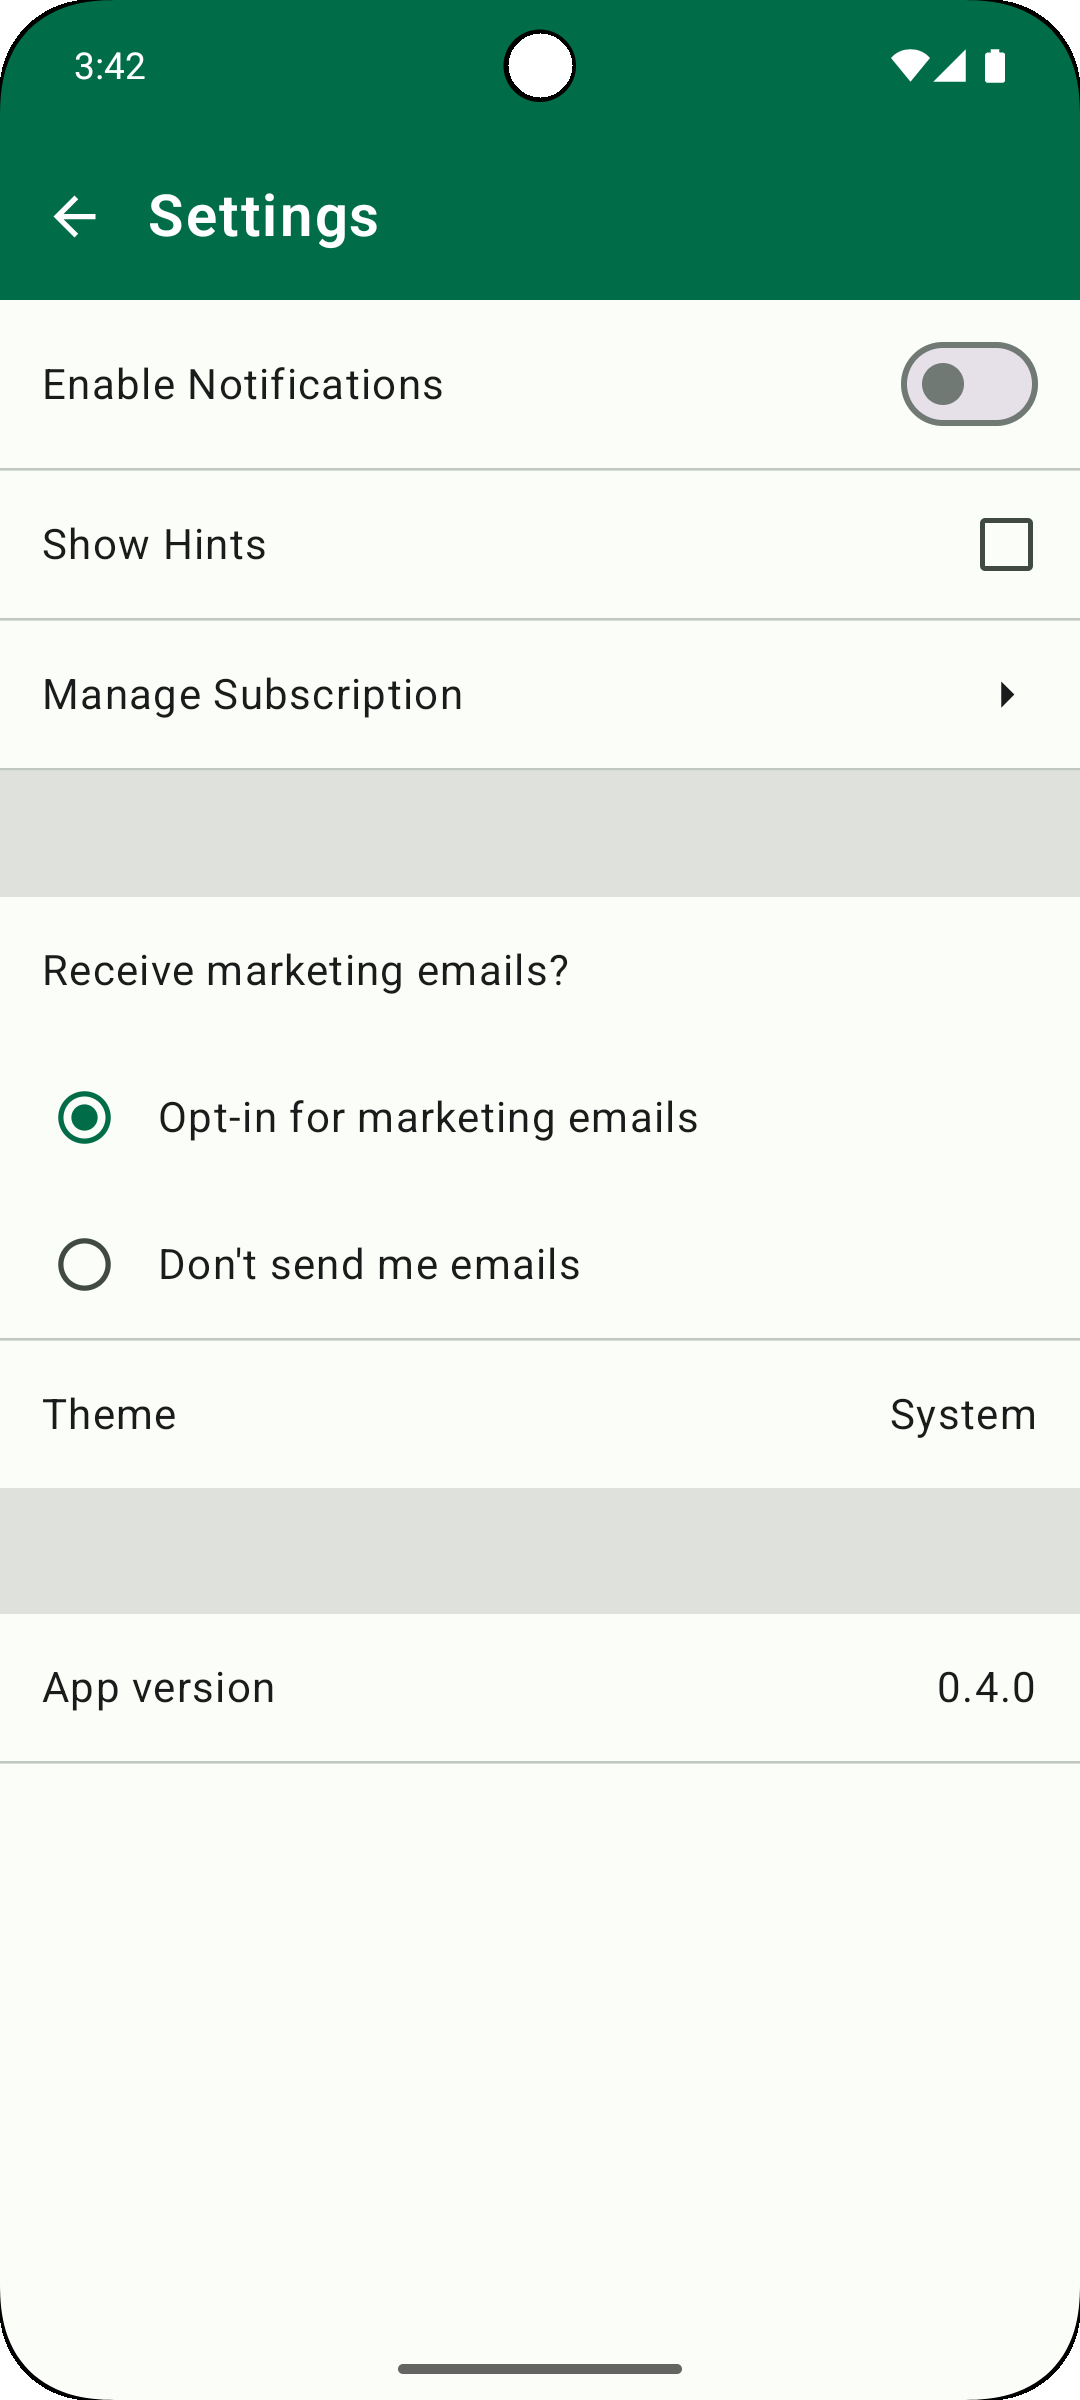 3:42
Settings
Enable Notifications
Show Hints
Manage Subscription
Receive marketing emails?
Opt-in for marketing emails
Don't send me emails
Theme System
App version 0.4.0